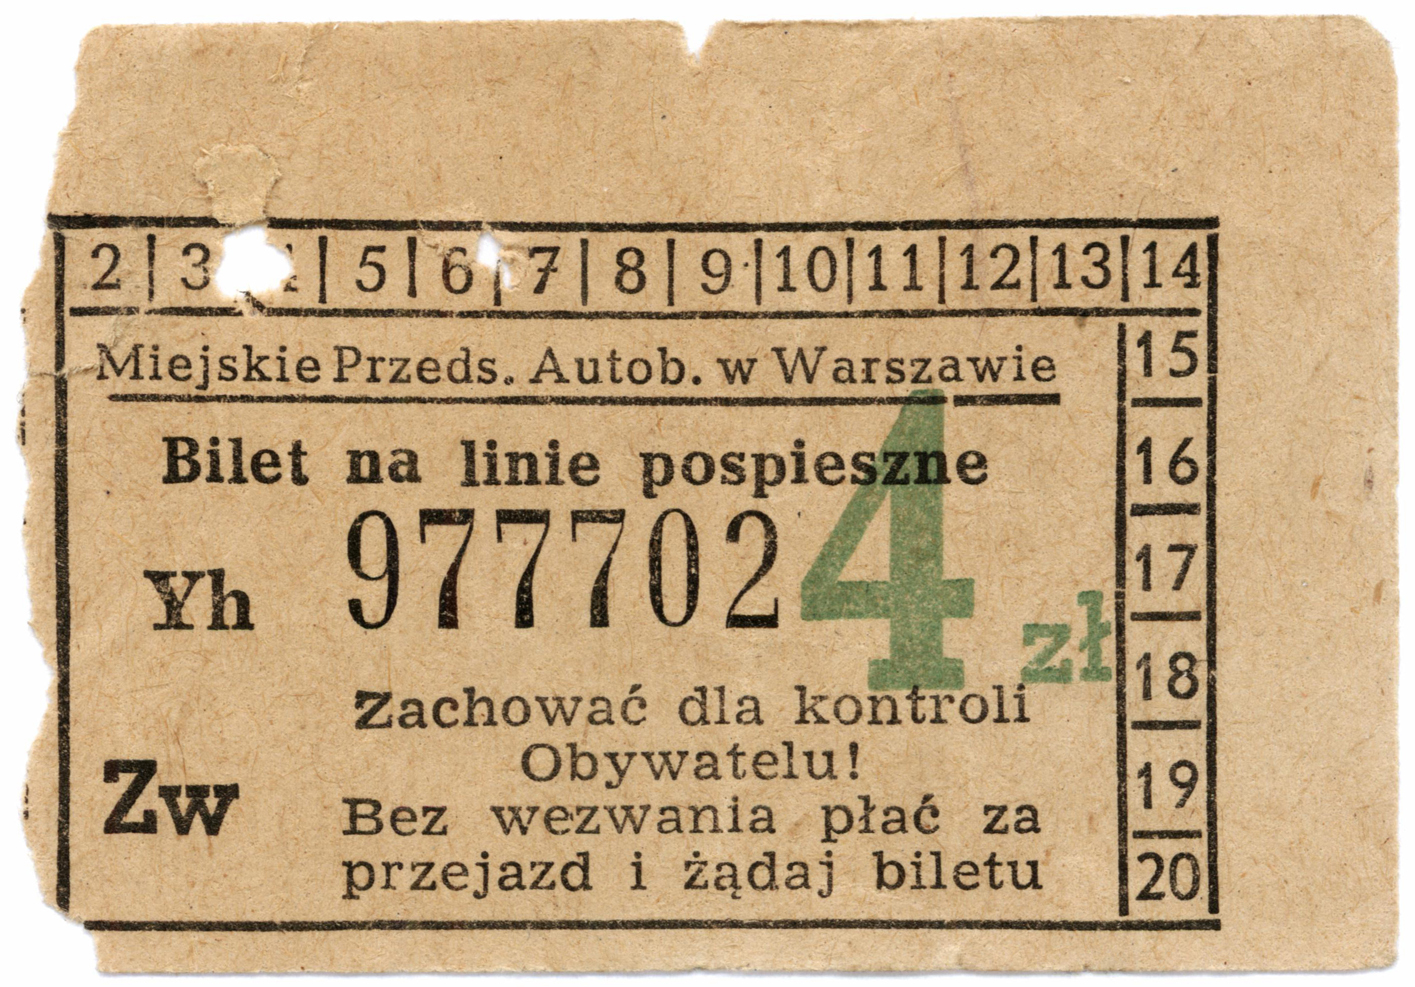 2 | 3 | | 5 | 6 | 7 | 8 | 9 | 10 | 11 | 12 | 13 | 14
15
16
17
18
19
20
Miejskie Przeds. Autob. w Warszawie
Bilet na linie pospieszne
Yh 977702
4 zł
Zw
Zachować dla kontroli
Obywatelu!
Bez wezwania płać za
przejazd i żądaj biletu